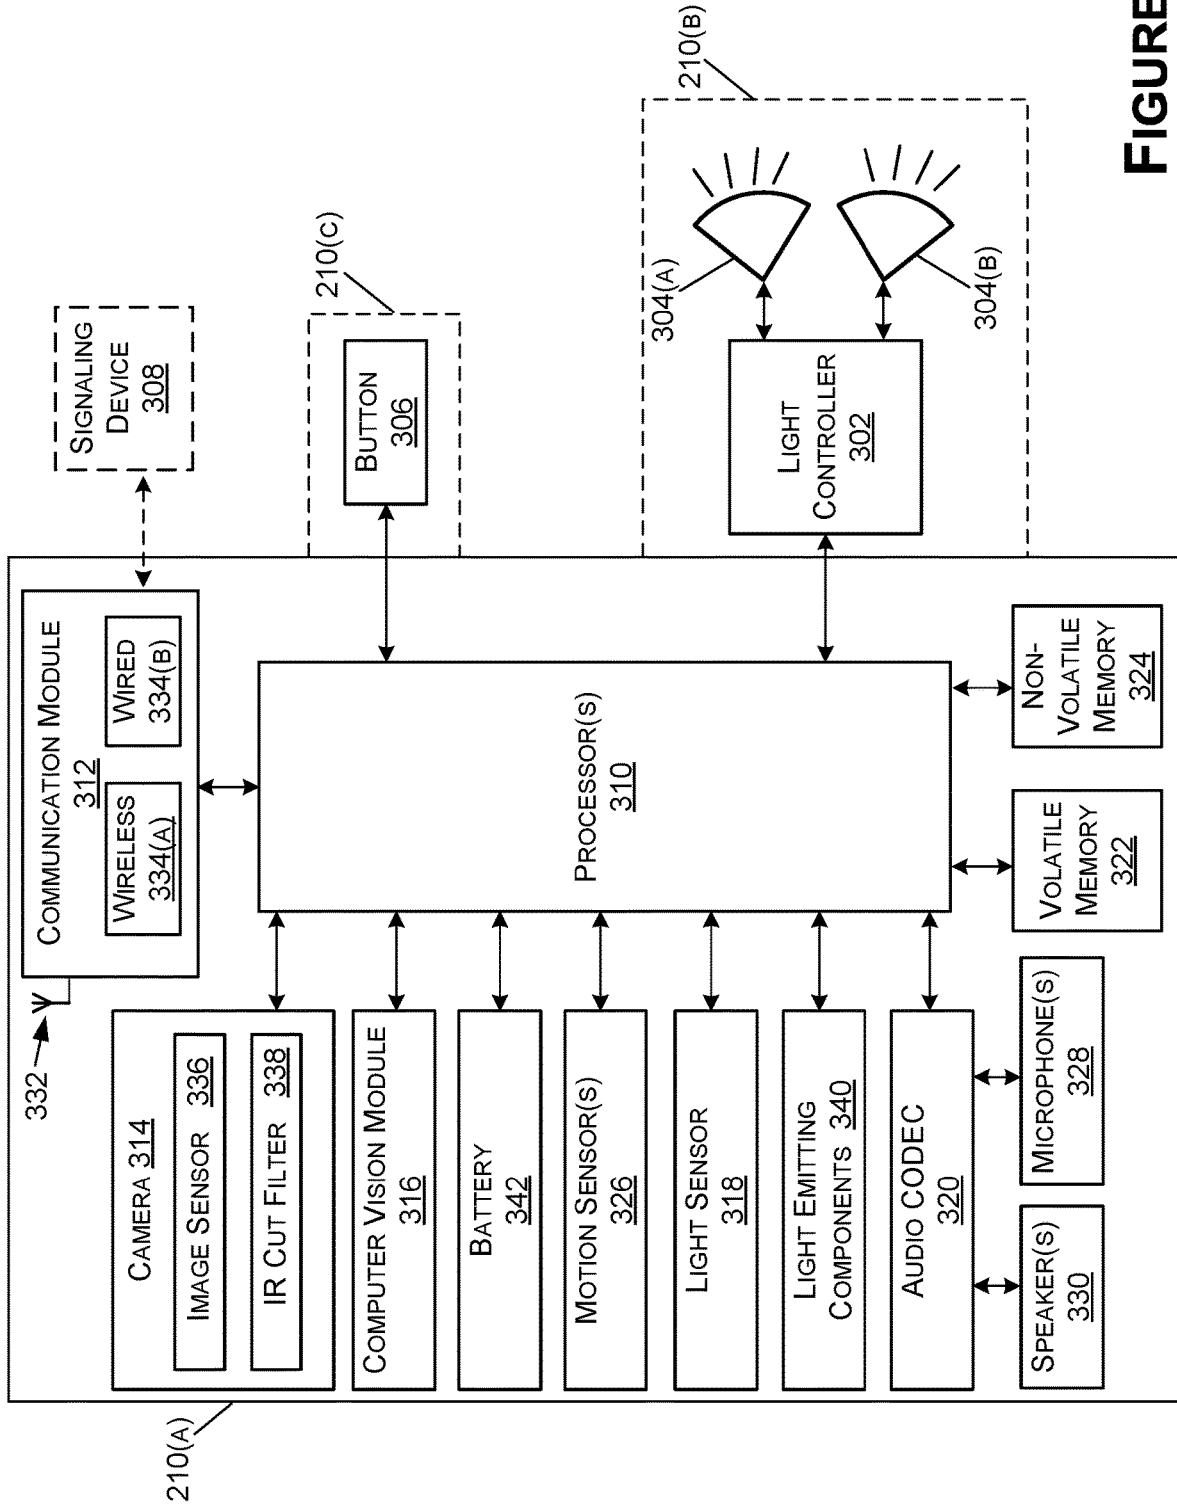 210(A)
332
CAMERA 314
IMAGE SENSOR 336
IR CUT FILTER 338
COMPUTER VISION MODULE
316
BATTERY
342
MOTION SENSOR(S)
326
LIGHT SENSOR
318
LIGHT EMITTING
COMPONENTS 340
AUDIO CODEC
320
SPEAKER(S)
330
MICROPHONE(S)
328
COMMUNICATION MODULE
312
WIRELESS
334(A)
WIRED
334(B)
PROCESSOR(S)
310
VOLATILE
MEMORY
322
NON-
VOLATILE
MEMORY
324
SIGNALING
DEVICE
308
210(C)
BUTTON
306
LIGHT
CONTROLLER
302
304(A)
304(B)
210(B)
FIGURE